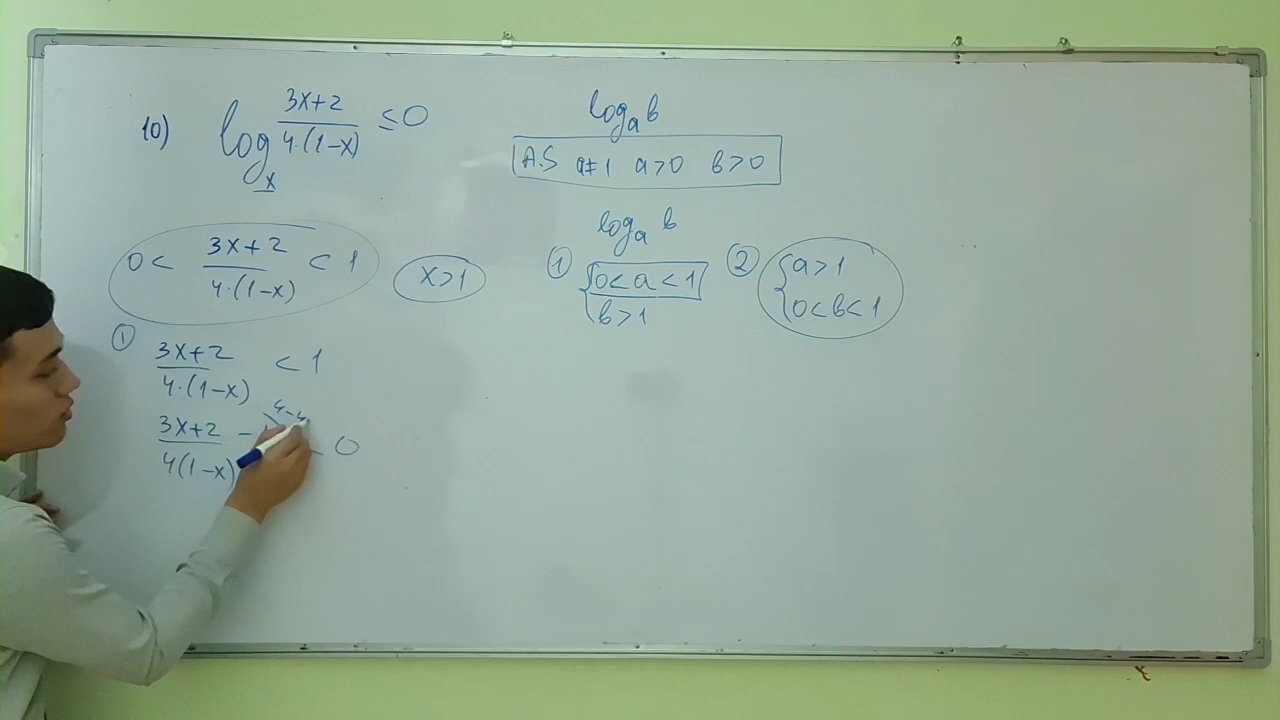 10) log_x (3x+2)/(4·(1-x)) ≤ 0
log_a b
A.S a≠1 a>0 b>0
0 < (3x+2)/(4·(1-x)) < 1 x>1
log_a b
① { 0<a<1
b>1
② { a>1
0<b<1
① (3x+2)/(4·(1-x)) < 1
(3x+2)/(4(1-x)) - 0
4-4